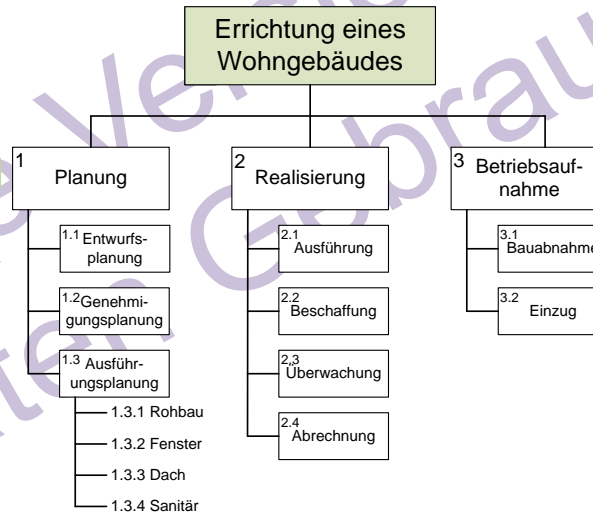 Errichtung eines
Wohngebäudes
1
Planung
1.1 Entwurfs-
planung
1.2 Genehmi-
gungsplanung
1.3 Ausführ-
ungsplanung
1.3.1 Rohbau
1.3.2 Fenster
1.3.3 Dach
1.3.4 Sanitär
2
Realisierung
2.1
Ausführung
2.2
Beschaffung
2.3
Überwachung
2.4
Abrechnung
3
Betriebsauf-
nahme
3.1
Bauabnahme
3.2
Einzug